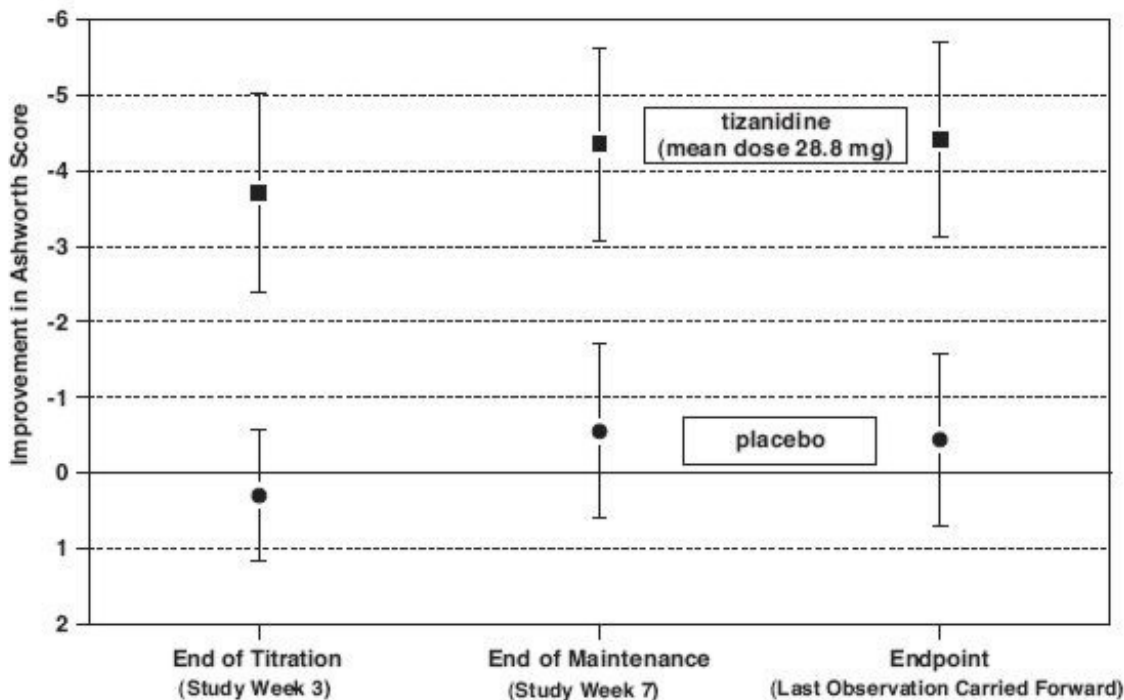 Improvement in Ashworth Score
-6
-5
-4
-3
-2
-1
0
1
2
tizanidine
(mean dose 28.8 mg)
placebo
End of Titration
(Study Week 3)
End of Maintenance
(Study Week 7)
Endpoint
(Last Observation Carried Forward)